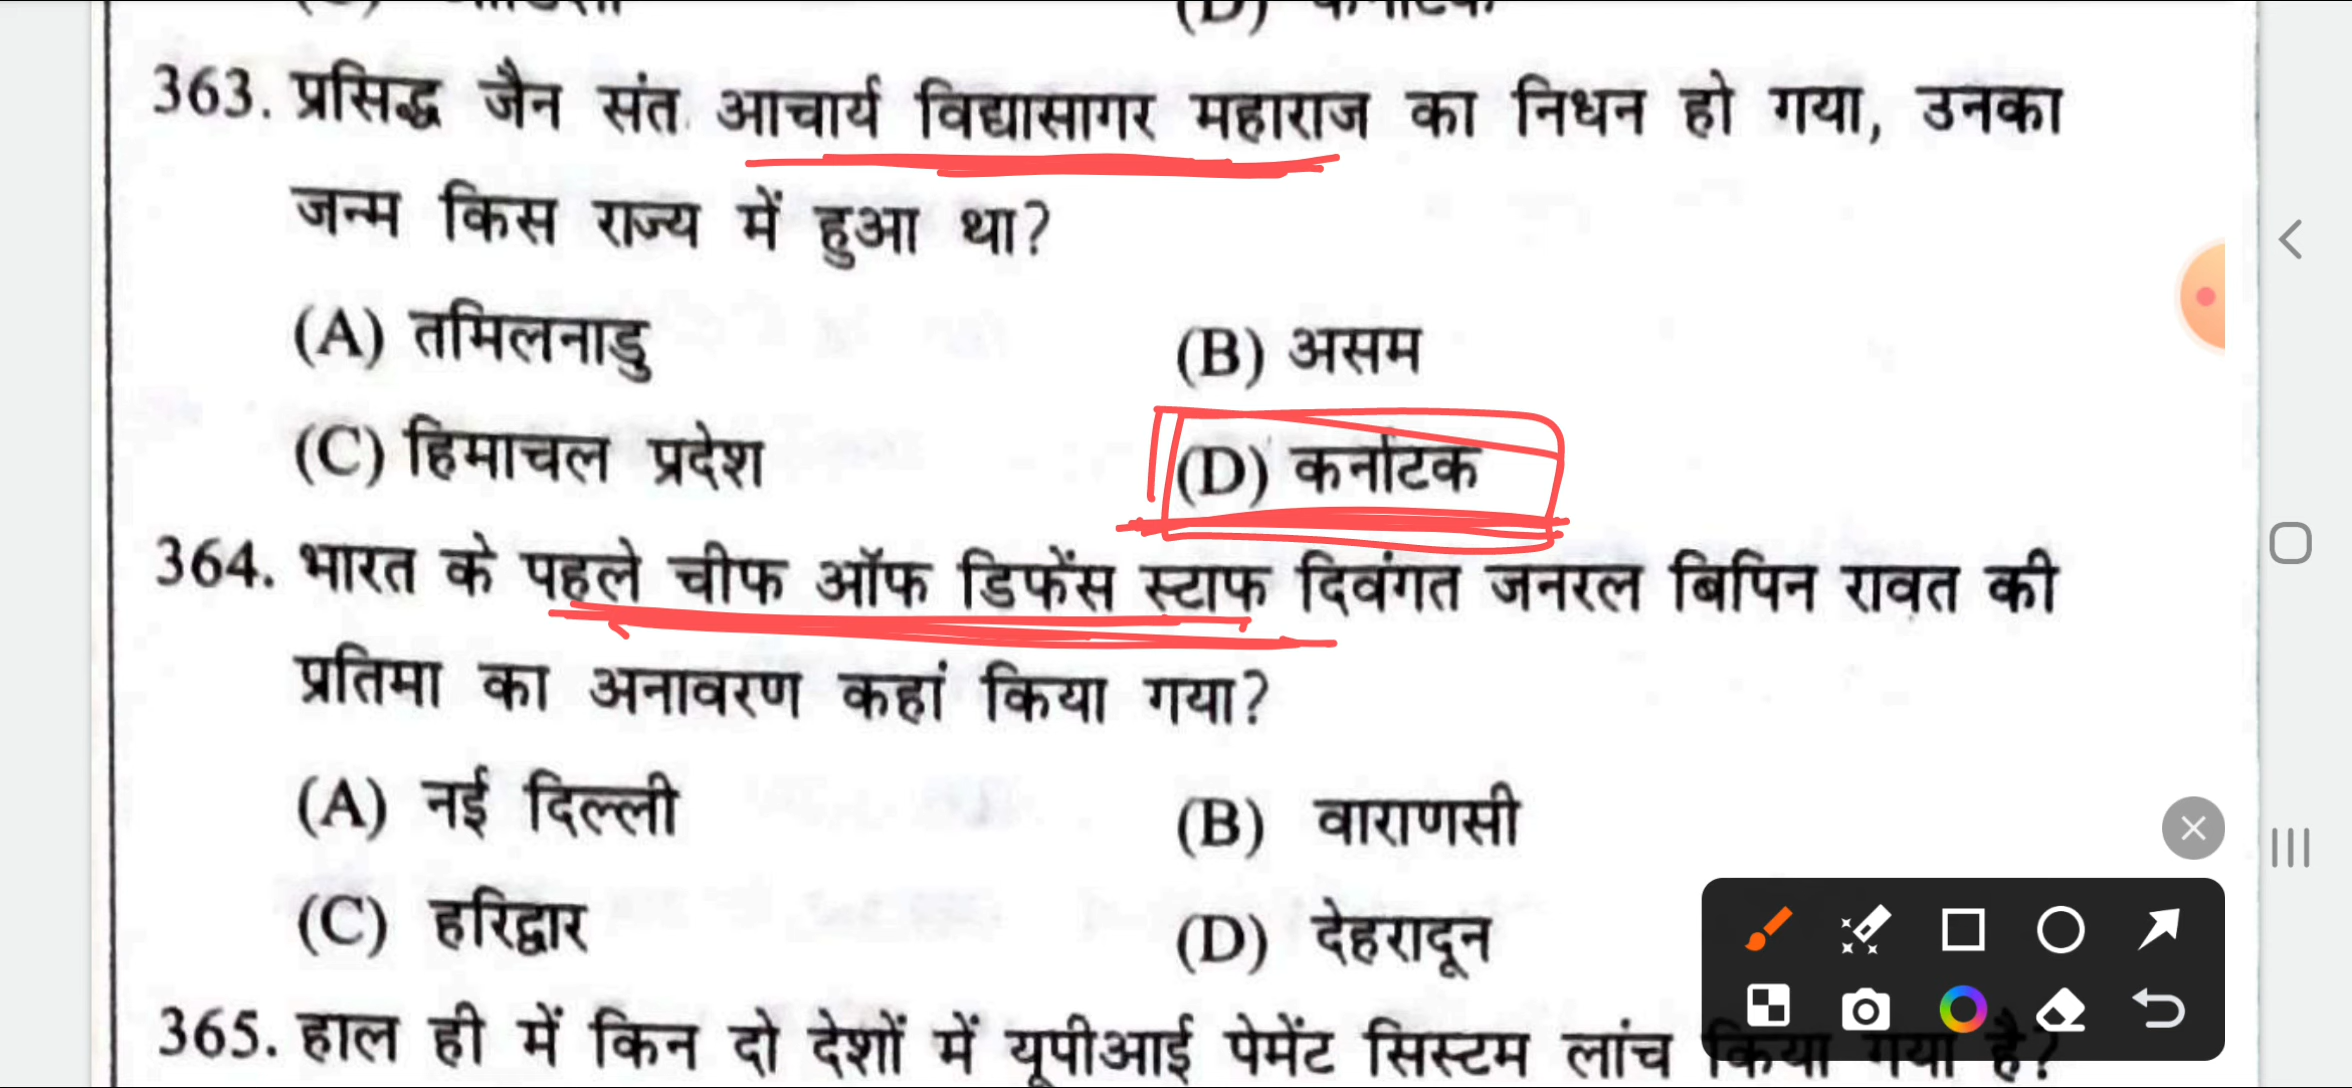 363. प्रसिद्ध जैन संत आचार्य विद्यासागर महाराज का निधन हो गया, उनका
जन्म किस राज्य में हुआ था?
(A) तमिलनाडु (B) असम
(C) हिमाचल प्रदेश (D) कर्नाटक
364. भारत के पहले चीफ ऑफ डिफेंस स्टाफ दिवंगत जनरल बिपिन रावत की
प्रतिमा का अनावरण कहां किया गया?
(A) नई दिल्ली (B) वाराणसी
(C) हरिद्वार (D) देहरादून
365. हाल ही में किन दो देशों में यूपीआई पेमेंट सिस्टम लांच किया गया है?